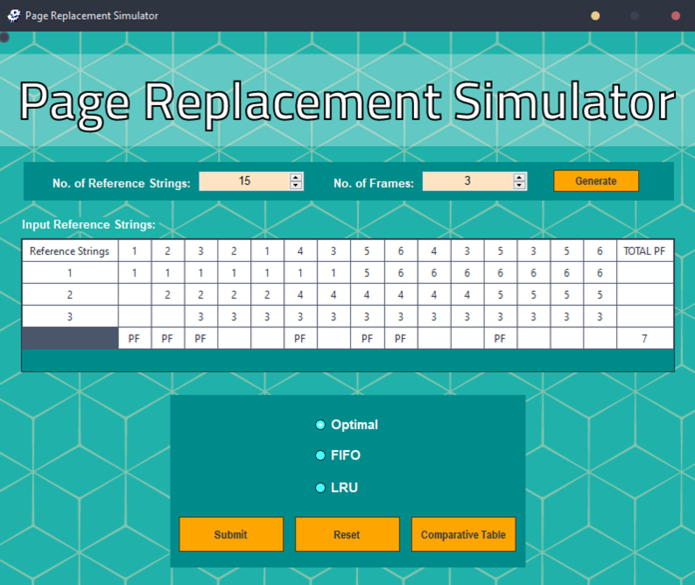 Page Replacement Simulator
Page Replacement Simulator
No. of Reference Strings: 15 No. of Frames: 3 Generate
Input Reference Strings:
Reference Strings 1 2 3 2 1 4 3 5 6 4 3 5 3 5 6 TOTAL PF
1 1 1 1 1 1 1 1 5 6 6 6 6 6 6 6
2 2 2 2 2 4 4 4 4 4 4 5 5 5 5
3 3 3 3 3 3 3 3 3 3 3 3 3 3
PF PF PF PF PF PF PF 7
Optimal
FIFO
LRU
Submit Reset Comparative Table